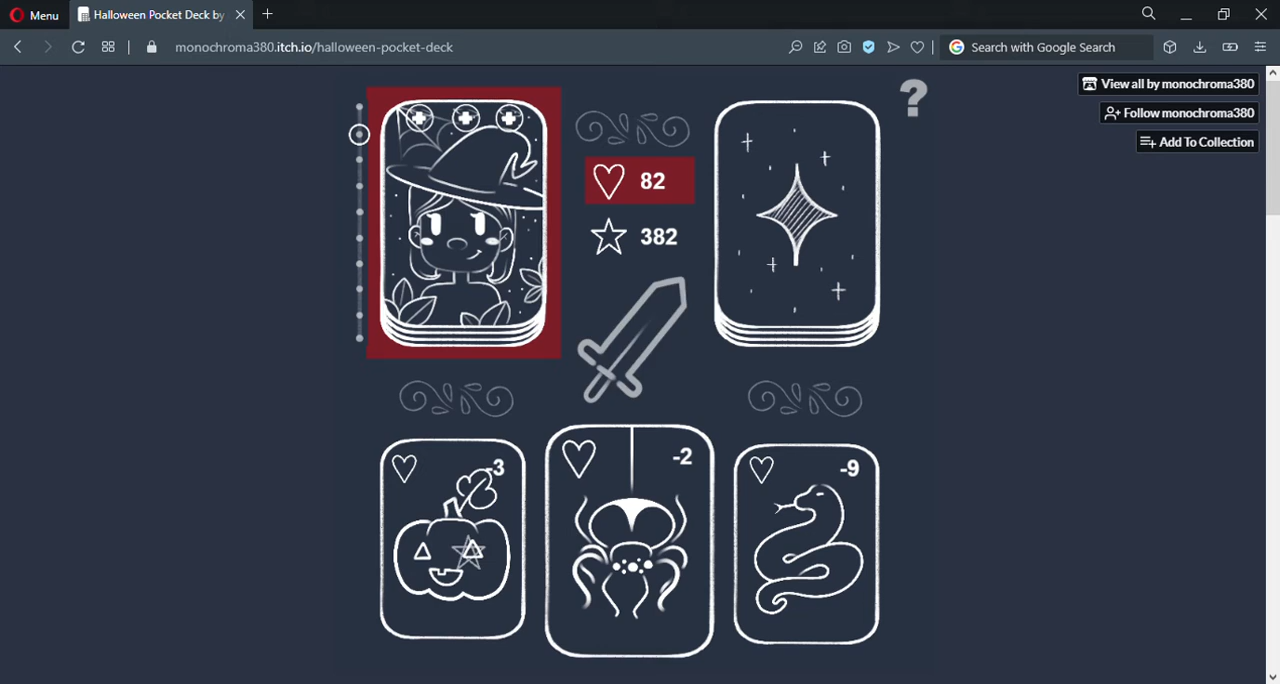 Menu
Halloween Pocket Deck by
monochroma380.itch.io/halloween-pocket-deck
Search with Google Search
View all by monochroma380
Follow monochroma380
Add To Collection
?
82
382
-3
-2
-9